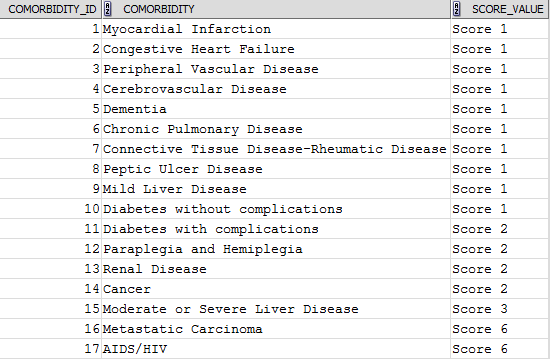 COMORBIDITY_ID COMORBIDITY SCORE_VALUE
1 Myocardial Infarction Score 1
2 Congestive Heart Failure Score 1
3 Peripheral Vascular Disease Score 1
4 Cerebrovascular Disease Score 1
5 Dementia Score 1
6 Chronic Pulmonary Disease Score 1
7 Connective Tissue Disease-Rheumatic Disease Score 1
8 Peptic Ulcer Disease Score 1
9 Mild Liver Disease Score 1
10 Diabetes without complications Score 1
11 Diabetes with complications Score 2
12 Paraplegia and Hemiplegia Score 2
13 Renal Disease Score 2
14 Cancer Score 2
15 Moderate or Severe Liver Disease Score 3
16 Metastatic Carcinoma Score 6
17 AIDS/HIV Score 6